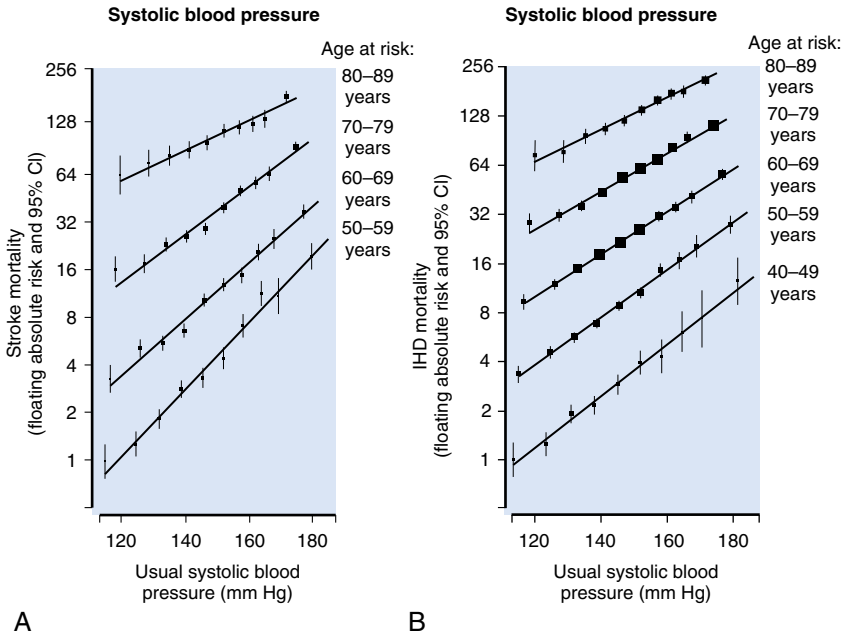 Systolic blood pressure
Age at risk:
80–89
years
70–79
years
60–69
years
50–59
years
256
128
64
32
16
8
4
2
1
Stroke mortality
(floating absolute risk and 95% CI)
120
140
160
180
Usual systolic blood
pressure (mm Hg)
A
Systolic blood pressure
Age at risk:
80–89
years
70–79
years
60–69
years
50–59
years
40–49
years
256
128
64
32
16
8
4
2
1
IHD mortality
(floating absolute risk and 95% CI)
120
140
160
180
Usual systolic blood
pressure (mm Hg)
B